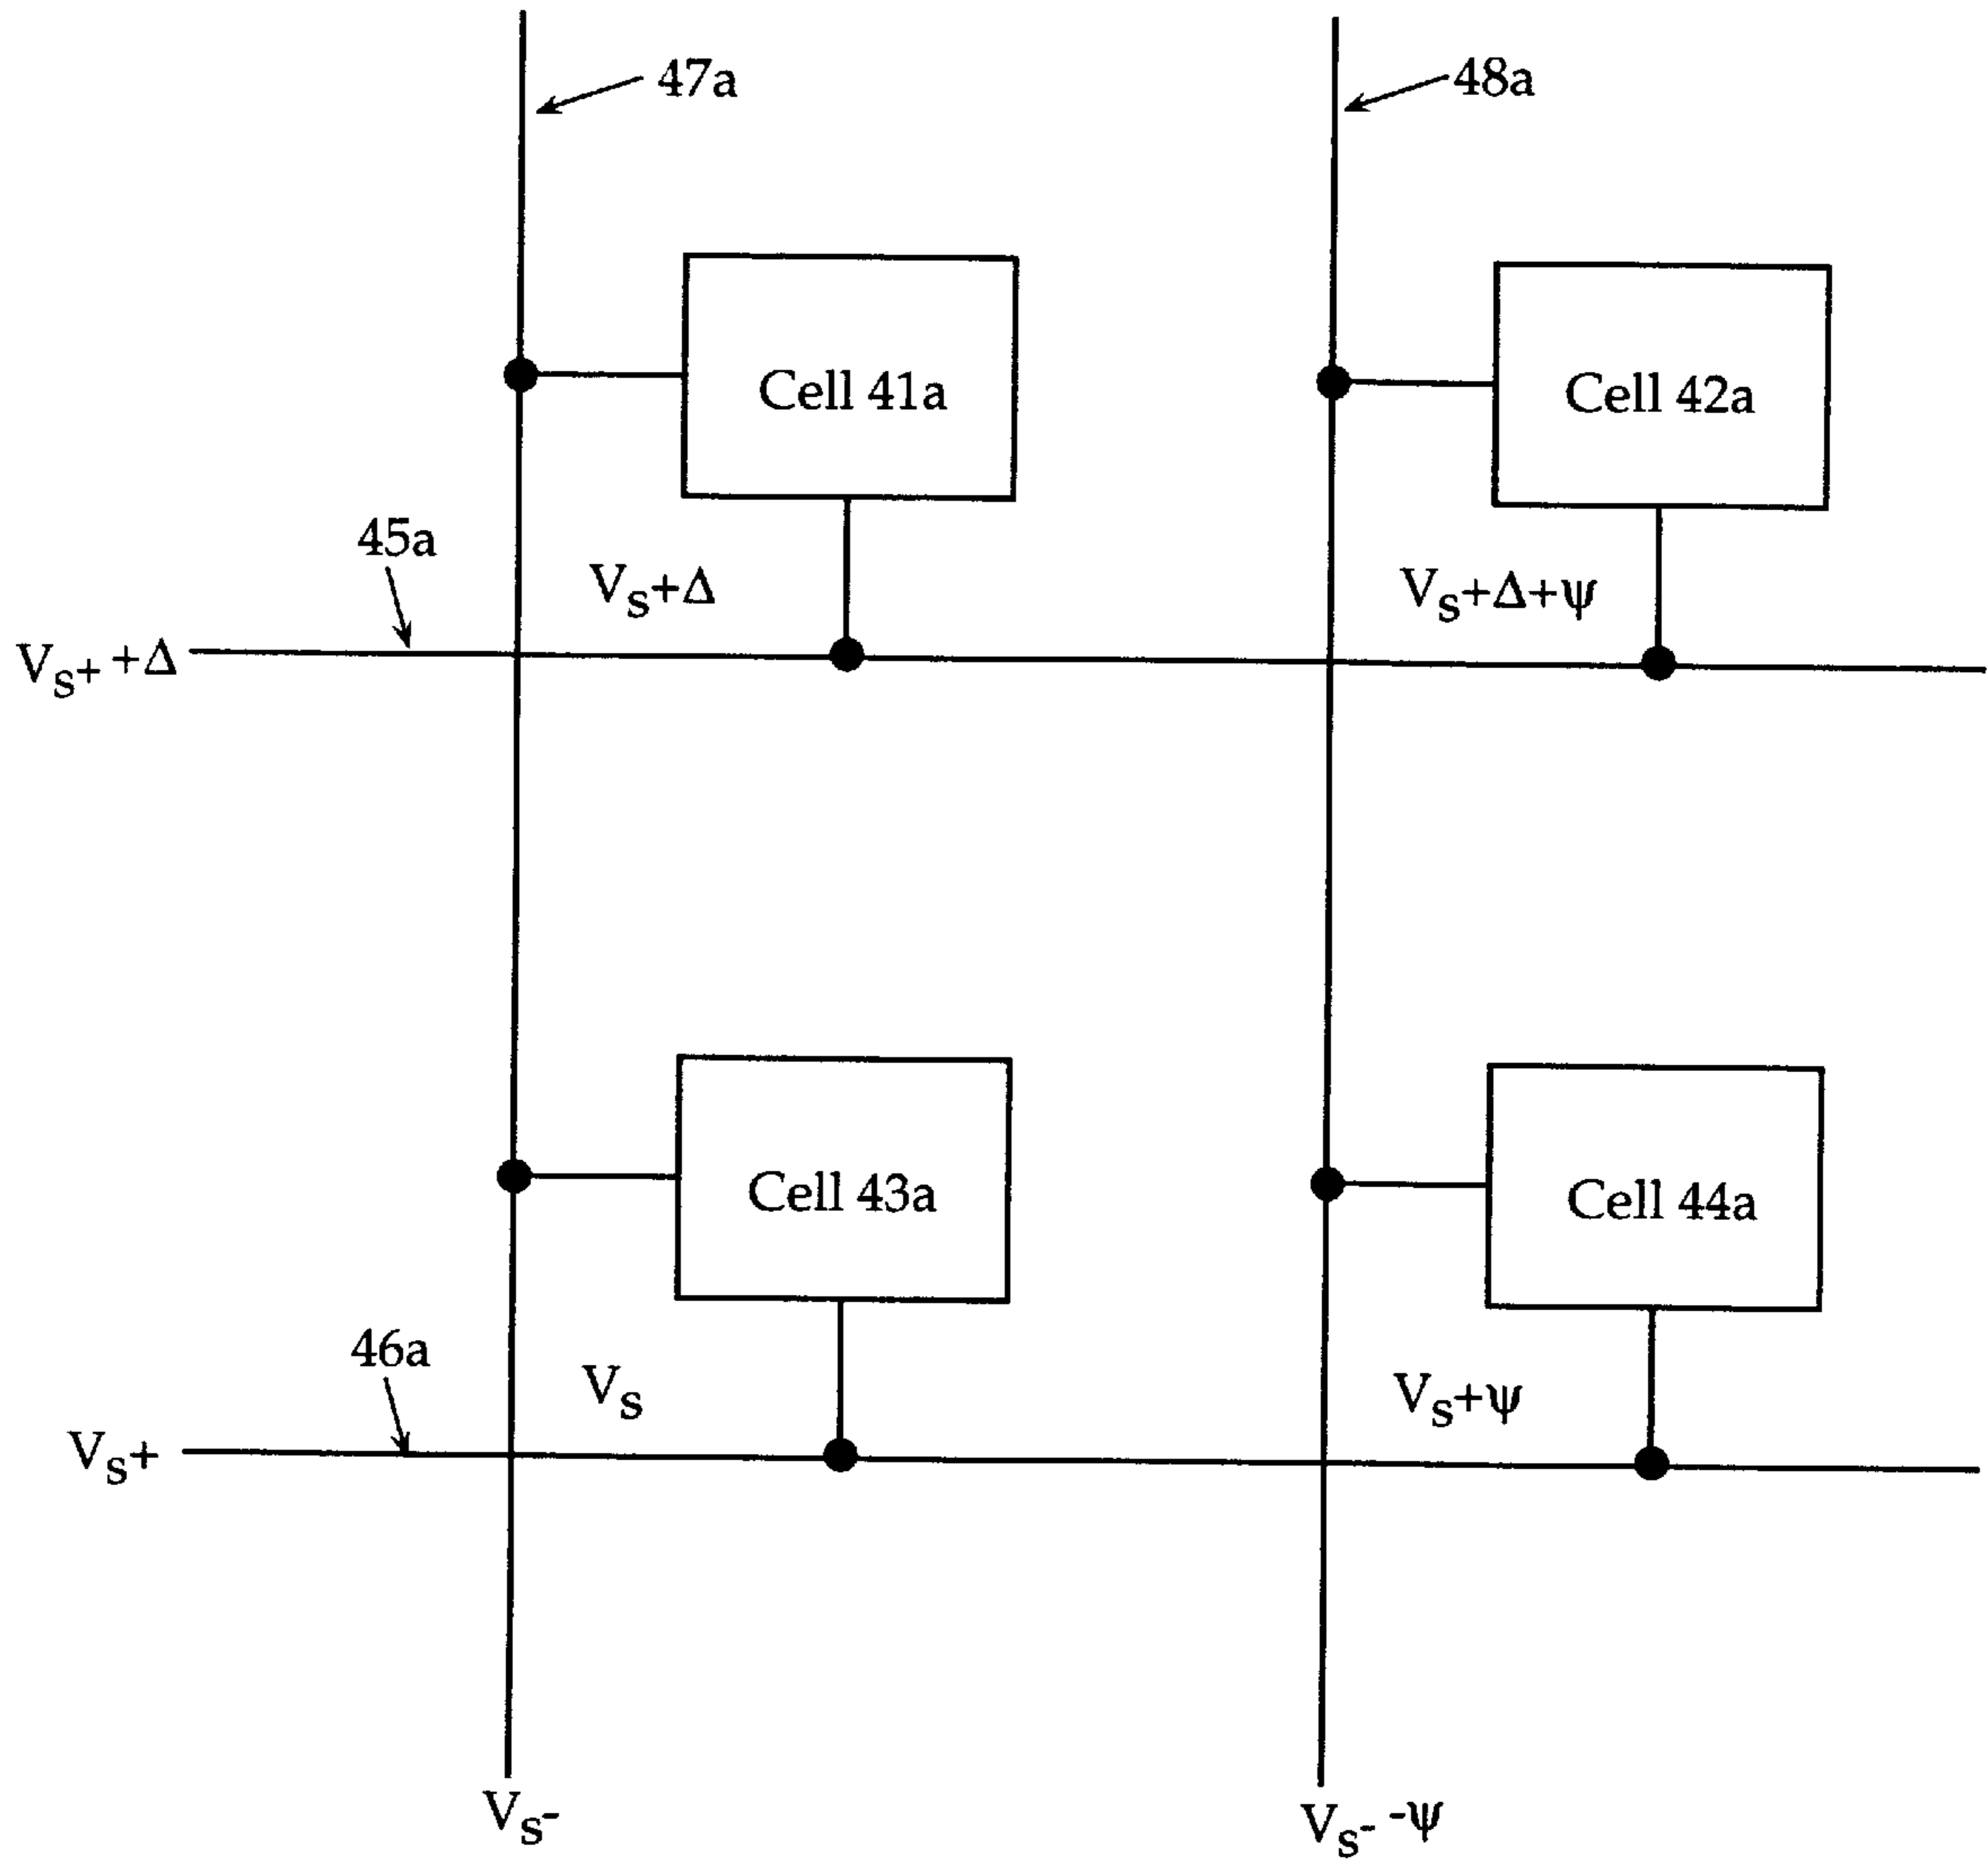 47a
48a
Cell 41a
Cell 42a
45a
Vs+Δ
Vs+Δ+ψ
Vs+ +Δ
Cell 43a
Cell 44a
46a
Vs
Vs+ψ
Vs+
Vs-
Vs- -ψ